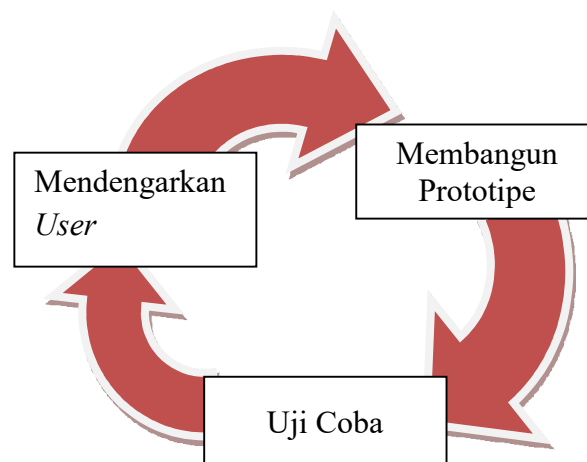 Mendengarkan
User
Membangun
Prototipe
Uji Coba